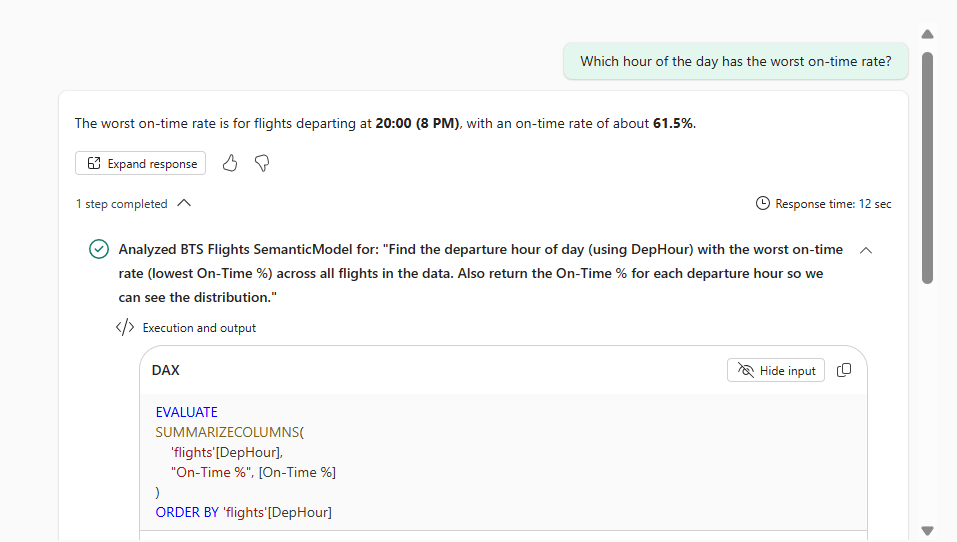 Which hour of the day has the worst on-time rate?
The worst on-time rate is for flights departing at 20:00 (8 PM), with an on-time rate of about 61.5%.
Expand response
1 step completed
Response time: 12 sec
Analyzed BTS Flights SemanticModel for: "Find the departure hour of day (using DepHour) with the worst on-time
rate (lowest On-Time %) across all flights in the data. Also return the On-Time % for each departure hour so we
can see the distribution."
</> Execution and output
DAX
Hide input
EVALUATE
SUMMARIZECOLUMNS(
'flights'[DepHour],
"On-Time %", [On-Time %]
)
ORDER BY 'flights'[DepHour]